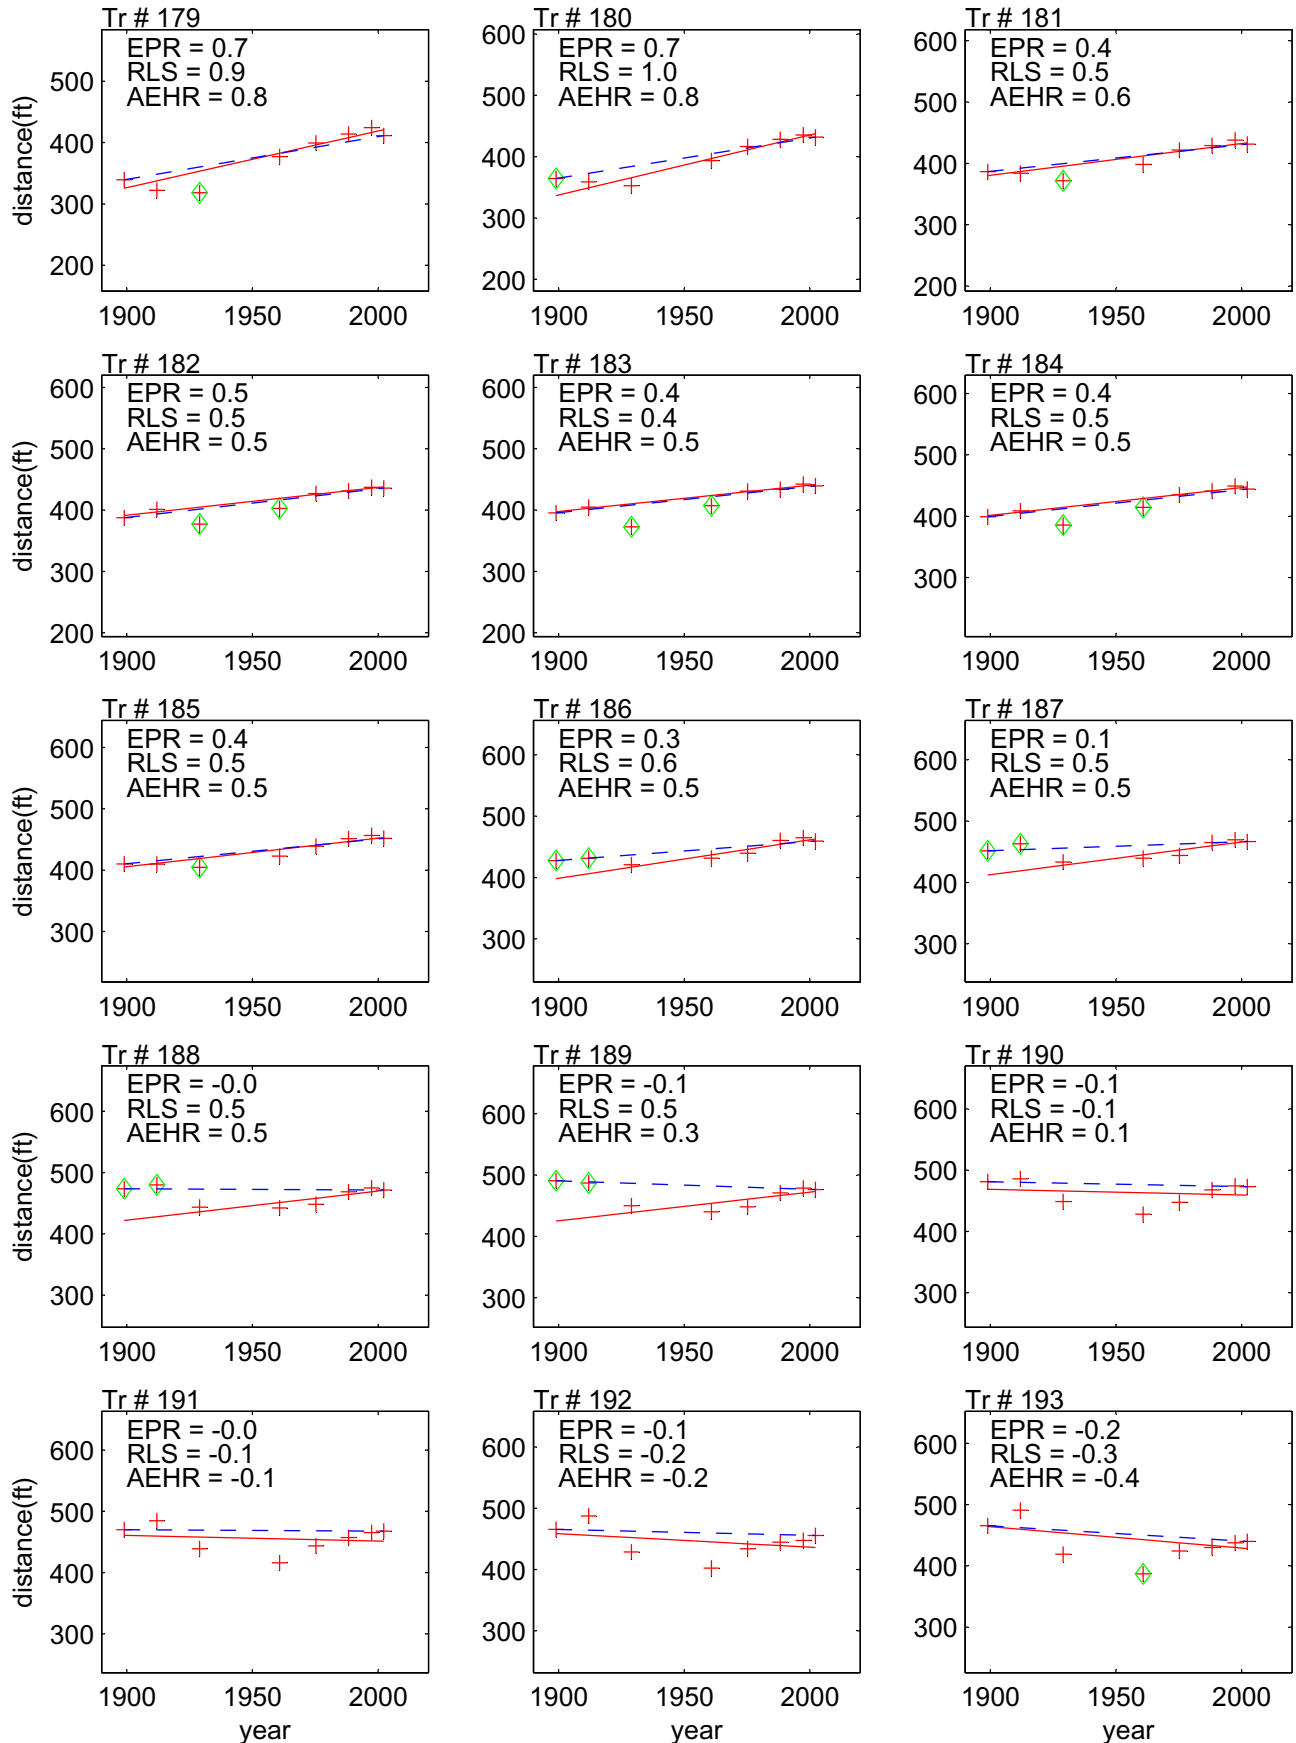 Tr # 179
EPR = 0.7
RLS = 0.9
AEHR = 0.8
500
400
300
200
distance(ft)
1900 1950 2000
Tr # 180
EPR = 0.7
RLS = 1.0
AEHR = 0.8
600
500
400
300
200
1900 1950 2000
Tr # 181
EPR = 0.4
RLS = 0.5
AEHR = 0.6
600
500
400
300
200
1900 1950 2000
Tr # 182
EPR = 0.5
RLS = 0.5
AEHR = 0.5
600
500
400
300
200
distance(ft)
1900 1950 2000
Tr # 183
EPR = 0.4
RLS = 0.4
AEHR = 0.5
600
500
400
300
200
1900 1950 2000
Tr # 184
EPR = 0.4
RLS = 0.5
AEHR = 0.5
600
500
400
300
1900 1950 2000
Tr # 185
EPR = 0.4
RLS = 0.5
AEHR = 0.5
600
500
400
300
distance(ft)
1900 1950 2000
Tr # 186
EPR = 0.3
RLS = 0.6
AEHR = 0.5
600
500
400
300
1900 1950 2000
Tr # 187
EPR = 0.1
RLS = 0.5
AEHR = 0.5
600
500
400
300
1900 1950 2000
Tr # 188
EPR = -0.0
RLS = 0.5
AEHR = 0.5
600
500
400
300
distance(ft)
1900 1950 2000
Tr # 189
EPR = -0.1
RLS = 0.5
AEHR = 0.3
600
500
400
300
1900 1950 2000
Tr # 190
EPR = -0.1
RLS = -0.1
AEHR = 0.1
600
500
400
300
1900 1950 2000
Tr # 191
EPR = -0.0
RLS = -0.1
AEHR = -0.1
600
500
400
300
distance(ft)
1900 1950 2000
year
Tr # 192
EPR = -0.1
RLS = -0.2
AEHR = -0.2
600
500
400
300
1900 1950 2000
year
Tr # 193
EPR = -0.2
RLS = -0.3
AEHR = -0.4
600
500
400
300
1900 1950 2000
year